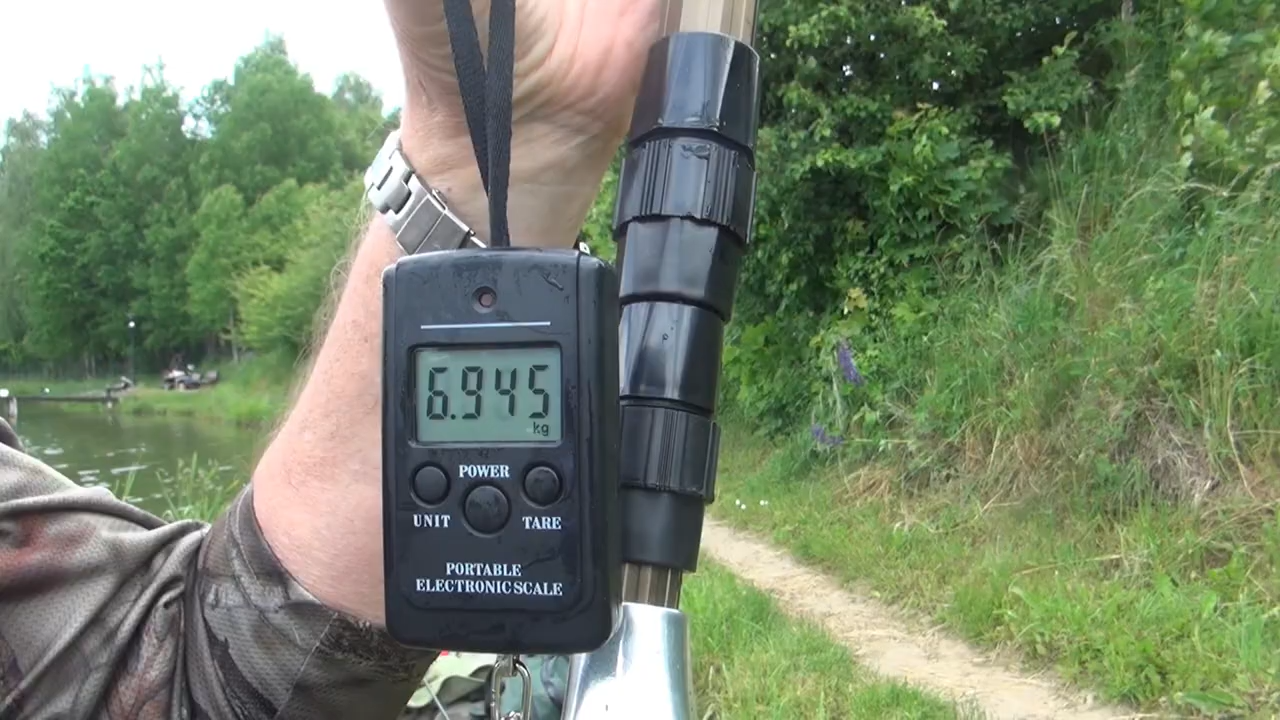 6.945
kg
POWER
UNIT TARE
PORTABLE
ELECTRONIC SCALE